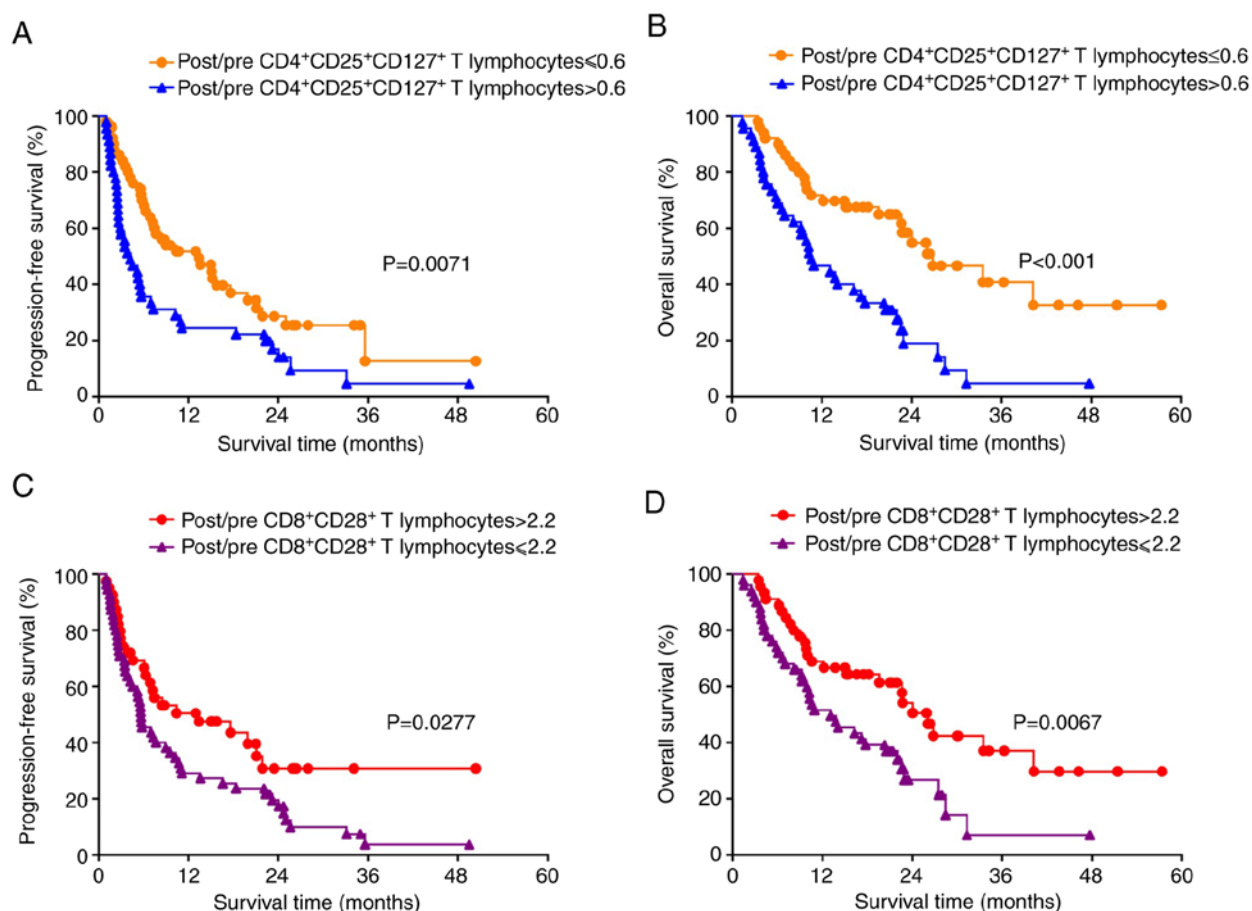 A
Post/pre CD4⁺CD25⁺CD127⁺ T lymphocytes⩽0.6
Post/pre CD4⁺CD25⁺CD127⁺ T lymphocytes>0.6
Progression-free survival (%)
100
80
60
40
20
0
P=0.0071
0 12 24 36 48 60
Survival time (months)
B
Post/pre CD4⁺CD25⁺CD127⁺ T lymphocytes≤0.6
Post/pre CD4⁺CD25⁺CD127⁺ T lymphocytes>0.6
Overall survival (%)
100
80
60
40
20
0
P<0.001
0 12 24 36 48 60
Survival time (months)
C
Post/pre CD8⁺CD28⁺ T lymphocytes>2.2
Post/pre CD8⁺CD28⁺ T lymphocytes⩽2.2
Progression-free survival (%)
100
80
60
40
20
0
P=0.0277
0 12 24 36 48 60
Survival time (months)
D
Post/pre CD8⁺CD28⁺ T lymphocytes>2.2
Post/pre CD8⁺CD28⁺ T lymphocytes⩽2.2
Overall survival (%)
100
80
60
40
20
0
P=0.0067
0 12 24 36 48 60
Survival time (months)